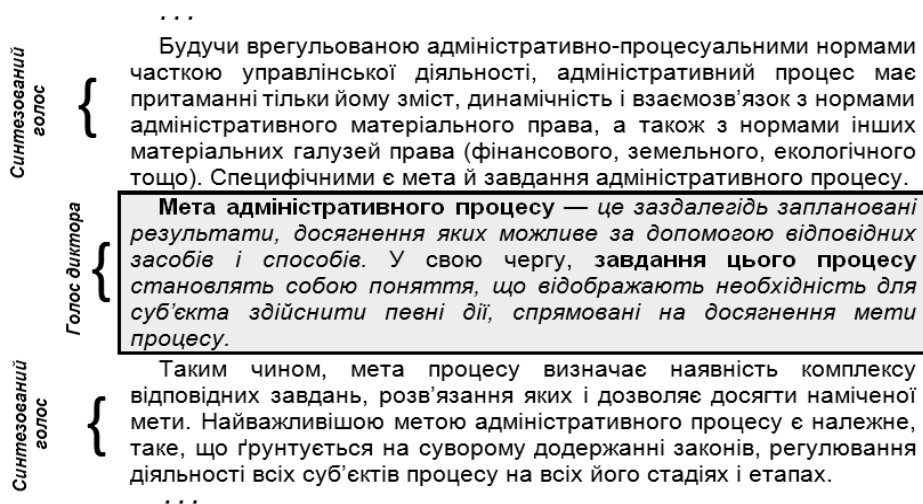 . . .
Синтезований
голос
Будучи врегульованою адміністративно-процесуальними нормами
часткою управлінської діяльності, адміністративний процес має
притаманні тільки йому зміст, динамічність і взаємозв’язок з нормами
адміністративного матеріального права, а також з нормами інших
матеріальних галузей права (фінансового, земельного, екологічного
тощо). Специфічними є мета й завдання адміністративного процесу.
Голос диктора
Мета адміністративного процесу — це заздалегідь заплановані
результати, досягнення яких можливе за допомогою відповідних
засобів і способів. У свою чергу, завдання цього процесу
становлять собою поняття, що відображають необхідність для
суб’єкта здійснити певні дії, спрямовані на досягнення мети
процесу.
Синтезований
голос
Таким чином, мета процесу визначає наявність комплексу
відповідних завдань, розв’язання яких і дозволяє досягти наміченої
мети. Найважливішою метою адміністративного процесу є належне,
таке, що ґрунтується на суворому додержанні законів, регулювання
діяльності всіх суб’єктів процесу на всіх його стадіях і етапах.
. . .